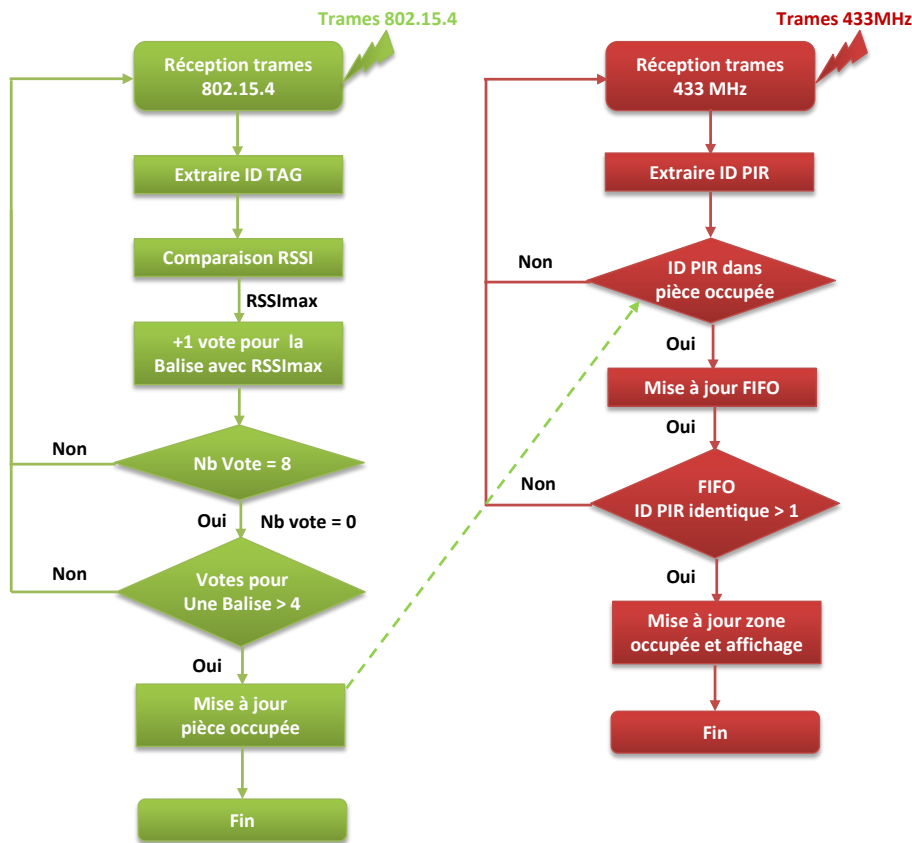 Trames 802.15.4
Réception trames
802.15.4
Extraire ID TAG
Comparaison RSSI
RSSImax
+1 vote pour la
Balise avec RSSImax
Non
Nb Vote = 8
Oui
Nb vote = 0
Non
Votes pour
Une Balise > 4
Oui
Mise à jour
pièce occupée
Fin
Trames 433MHz
Réception trames
433 MHz
Extraire ID PIR
Non
ID PIR dans
pièce occupée
Oui
Mise à jour FIFO
Oui
Non
FIFO
ID PIR identique > 1
Oui
Mise à jour zone
occupée et affichage
Fin